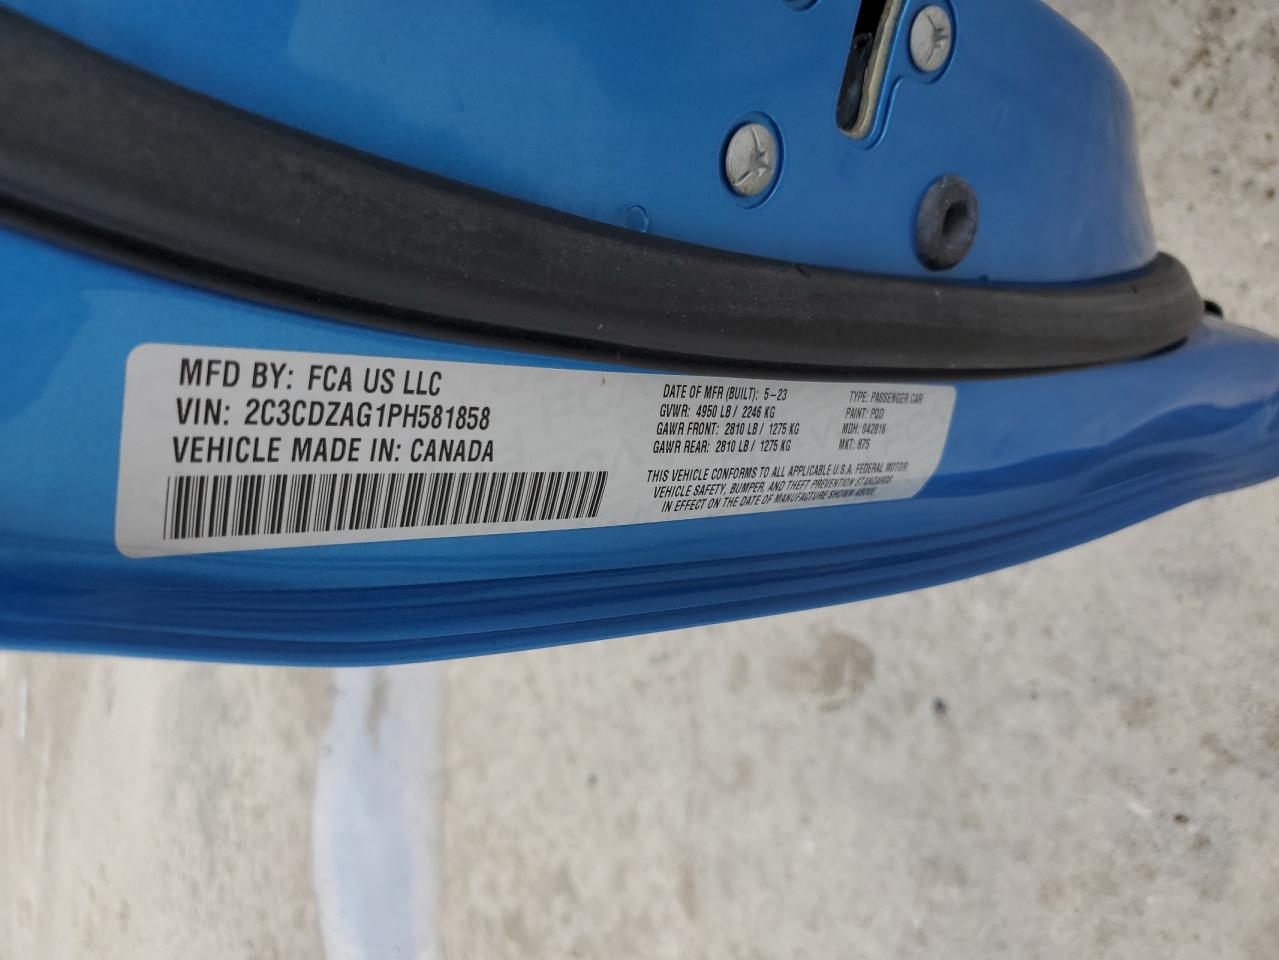 MFD BY: FCA US LLC
VIN: 2C3CDZAG1PH581858
VEHICLE MADE IN: CANADA
DATE OF MFR (BUILT): 5-23
GVWR: 4950 LB / 2246 KG
GAWR FRONT: 2810 LB / 1275 KG
GAWR REAR: 2810 LB / 1275 KG
TYPE: PASSENGER CAR
PAINT: PQD
MDH: 042816
MKT: 875
THIS VEHICLE CONFORMS TO ALL APPLICABLE U.S.A. FEDERAL MOTOR
VEHICLE SAFETY, BUMPER, AND THEFT PREVENTION STANDARDS
IN EFFECT ON THE DATE OF MANUFACTURE SHOWN ABOVE.